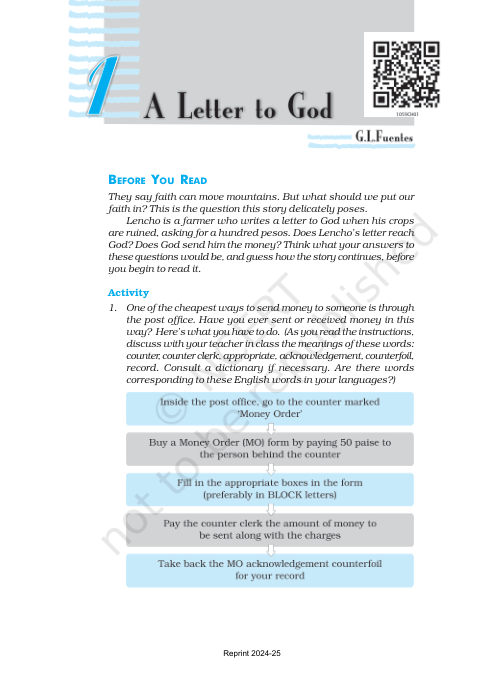 1
A Letter to God
1059CH01
G.L.Fuentes
BEFORE YOU READ
They say faith can move mountains. But what should we put our
faith in? This is the question this story delicately poses.
Lencho is a farmer who writes a letter to God when his crops
are ruined, asking for a hundred pesos. Does Lencho's letter reach
God? Does God send him the money? Think what your answers to
these questions would be, and guess how the story continues, before
you begin to read it.
Activity
1. One of the cheapest ways to send money to someone is through
the post office. Have you ever sent or received money in this
way? Here's what you have to do. (As you read the instructions,
discuss with your teacher in class the meanings of these words:
counter, counter clerk, appropriate, acknowledgement, counterfoil,
record. Consult a dictionary if necessary. Are there words
corresponding to these English words in your languages?)
Inside the post office, go to the counter marked
'Money Order'
Buy a Money Order (MO) form by paying 50 paise to
the person behind the counter
Fill in the appropriate boxes in the form
(preferably in BLOCK letters)
Pay the counter clerk the amount of money to
be sent along with the charges
Take back the MO acknowledgement counterfoil
for your record
© NCERT
not to be republished
Reprint 2024-25